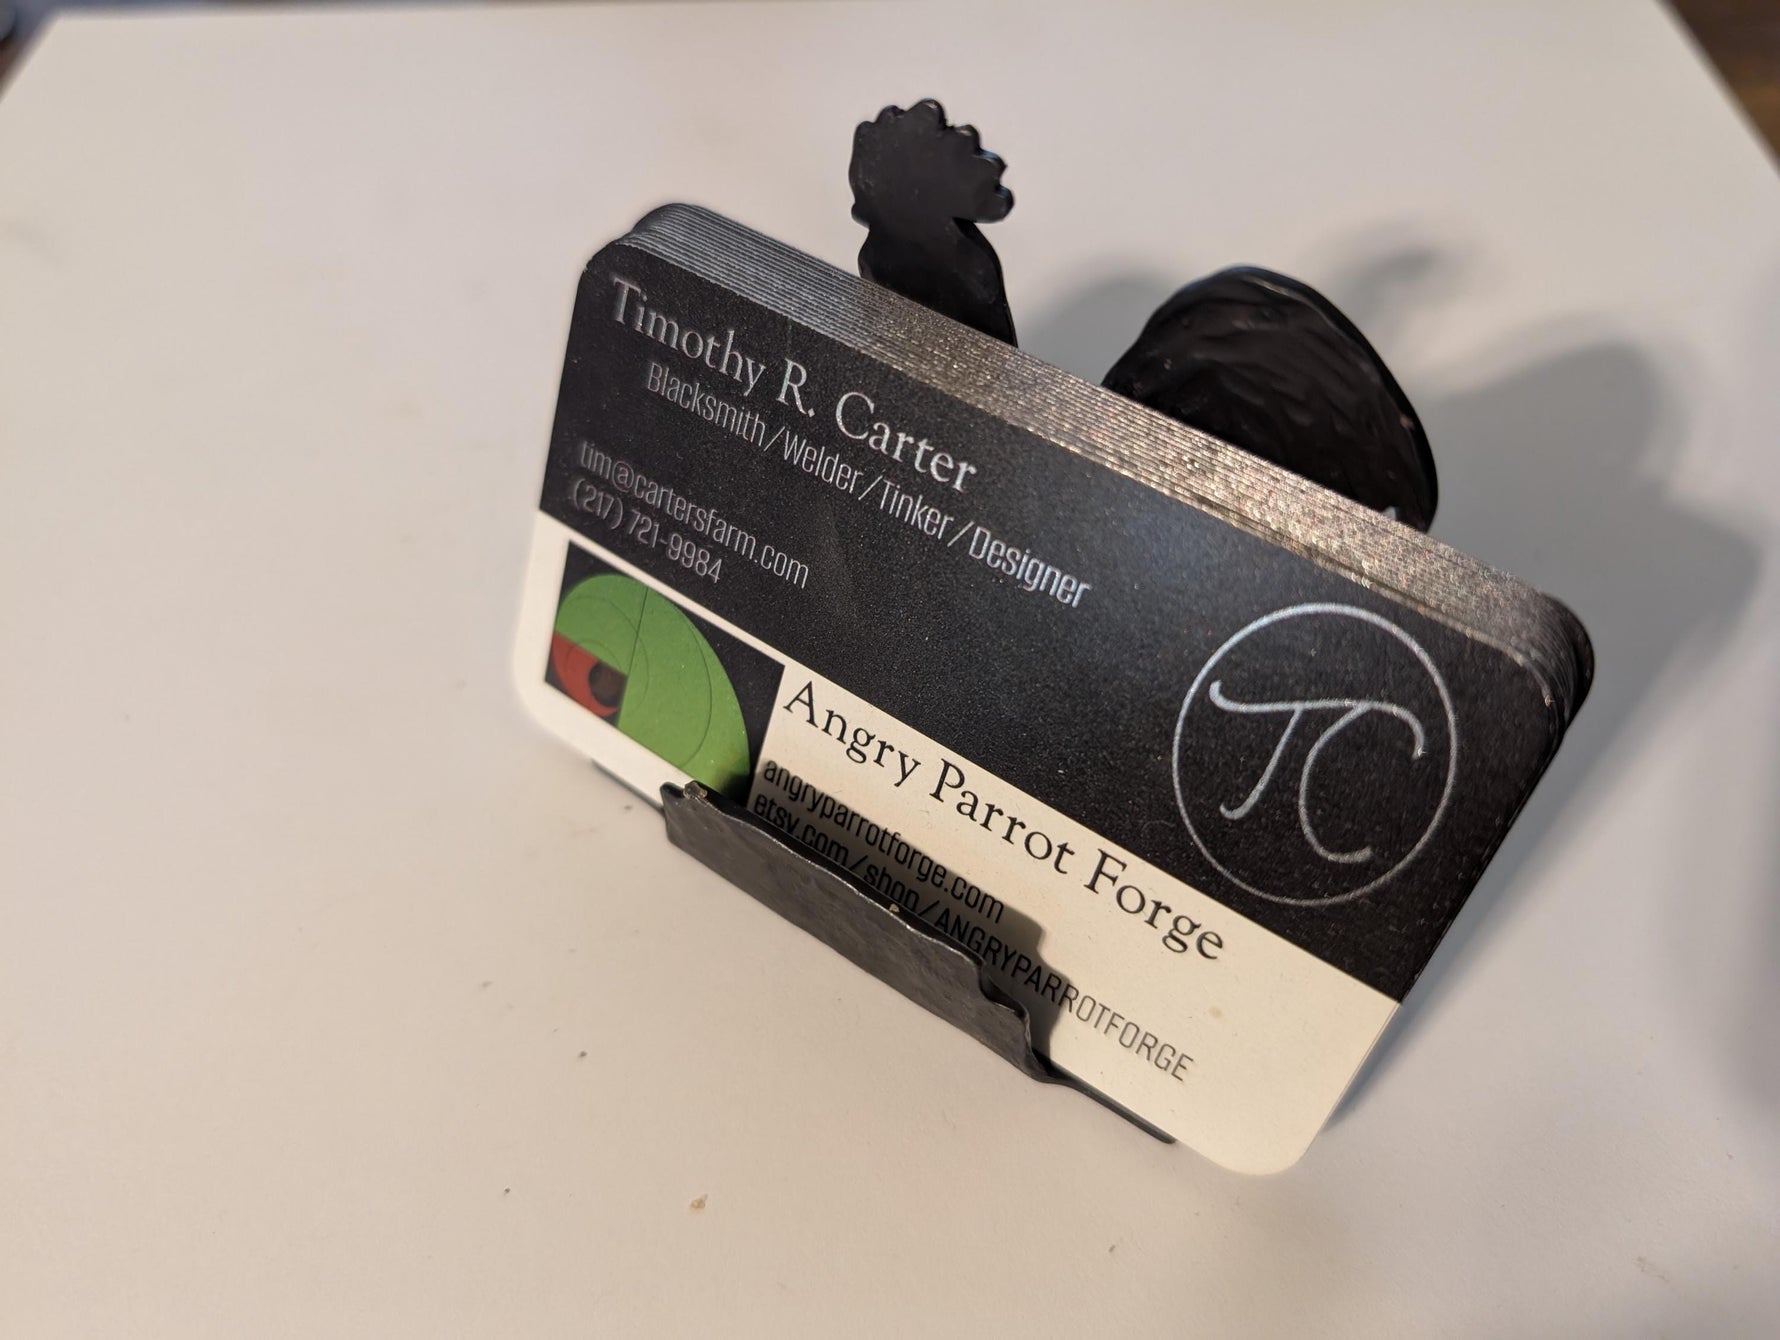 Timothy R. Carter
Blacksmith/Welder/Tinker/Designer
tim@cartersfarm.com
(217) 721-9984
TC
Angry Parrot Forge
angryparrotforge.com
etsy.com/shop/ANGRYPARROTFORGE